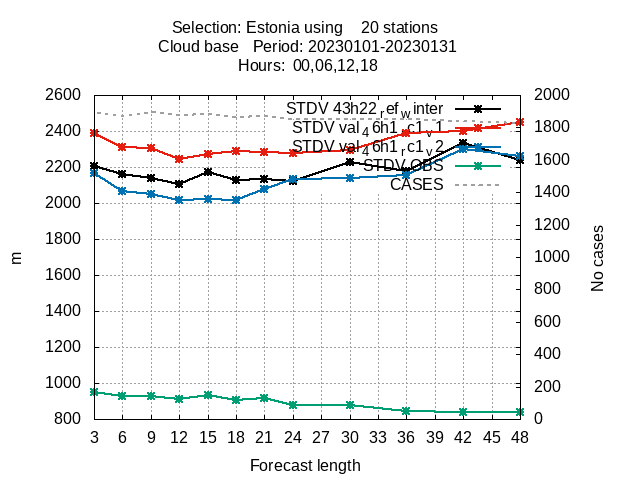 Selection: Estonia using    20 stations
Cloud base   Period: 20230101-20230131
Hours:  00,06,12,18
2600
2400
2200
2000
1800
1600
1400
1200
1000
800
2000
1800
1600
1400
1200
1000
800
600
400
200
0
STDV 43h22_ref_winter
STDV val_46h1_rc1_v1
STDV val_46h1_rc1_v2
STDV OBS
CASES
m
No cases
3 6 9 12 15 18 21 24 27 30 33 36 39 42 45 48
Forecast length